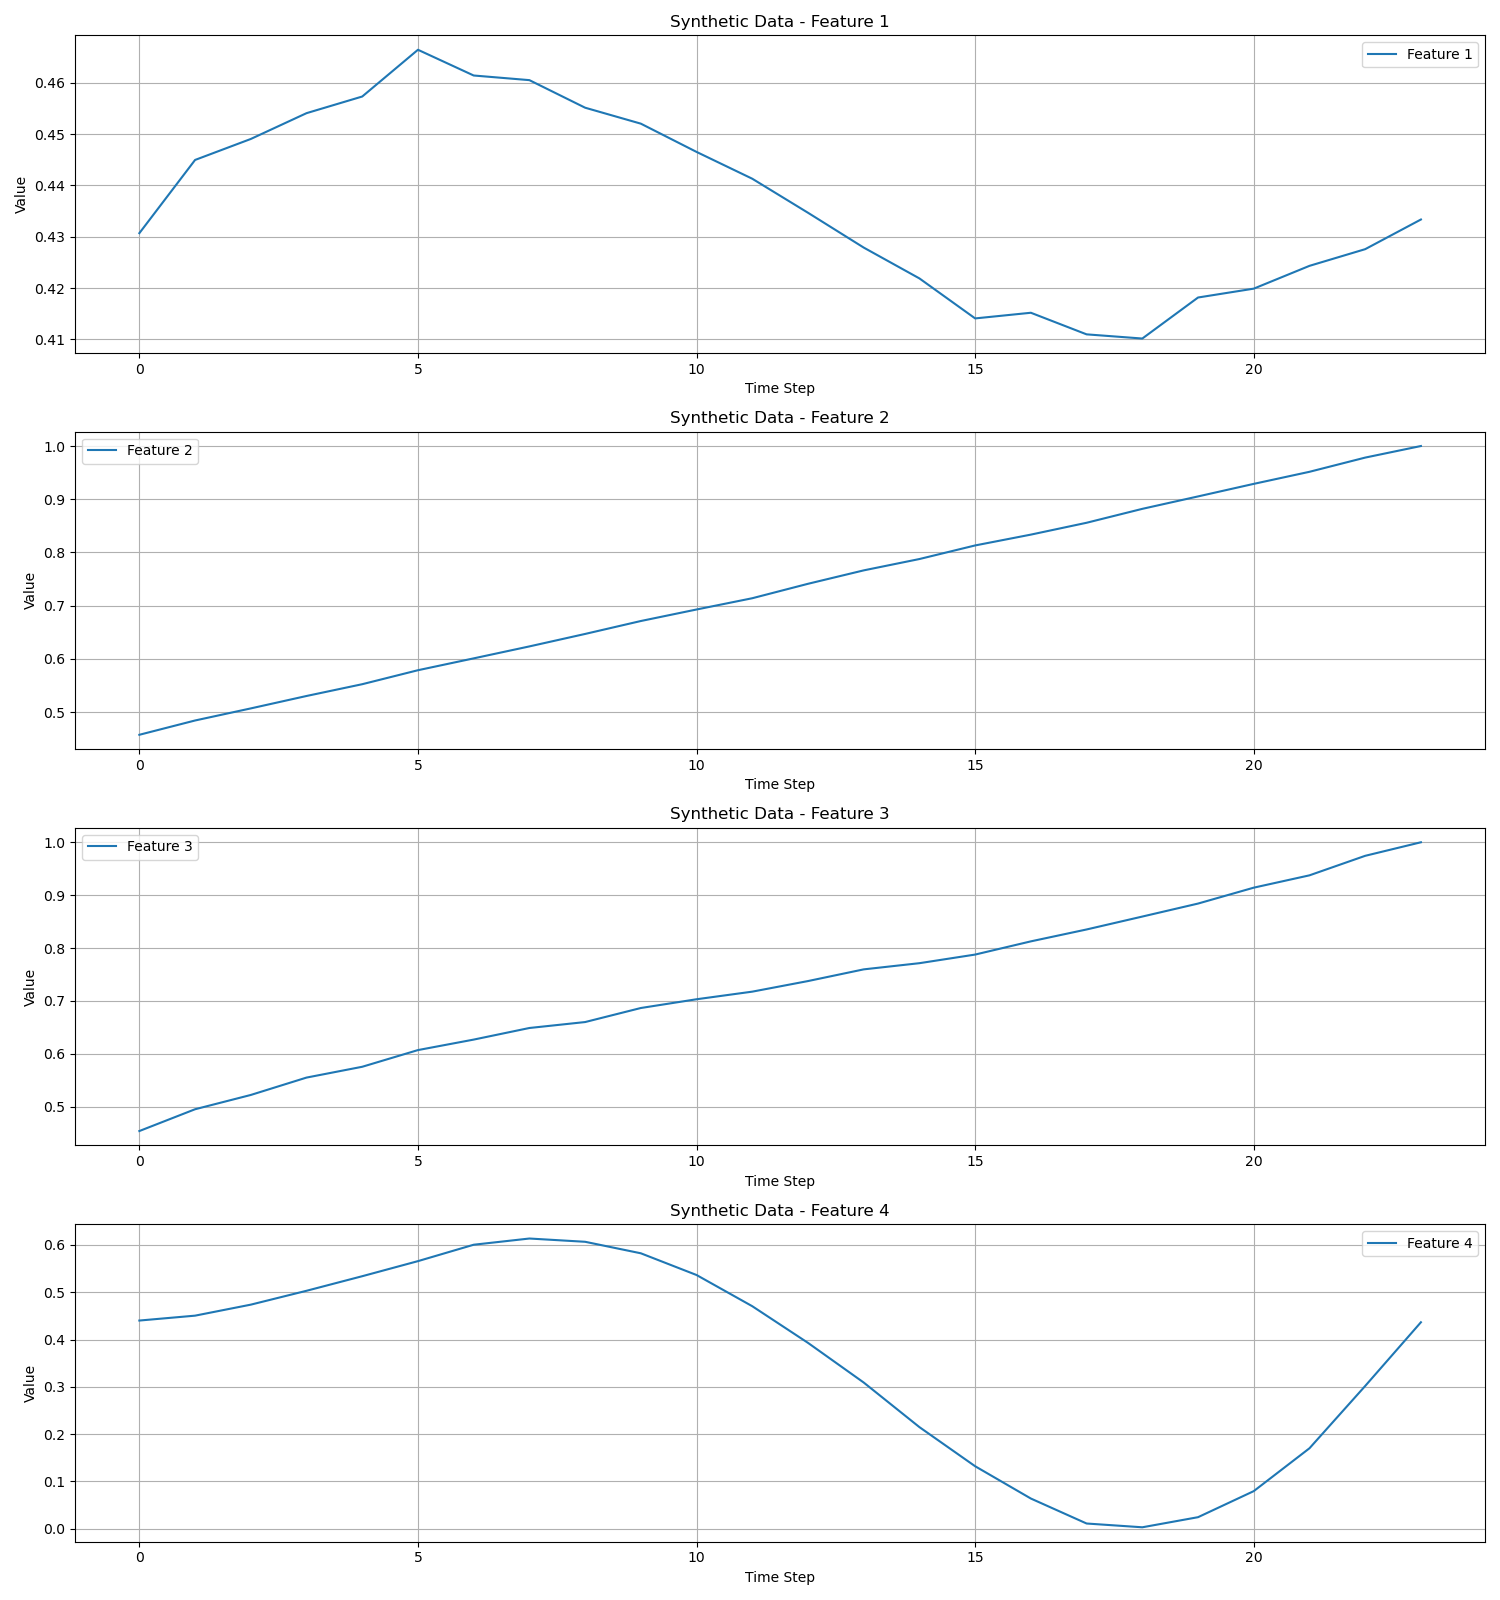 Synthetic Data - Feature 1
Feature 1
0.46
0.45
0.44
0.43
0.42
0.41
Value
0 5 10 15 20
Time Step
Synthetic Data - Feature 2
Feature 2
1.0
0.9
0.8
0.7
0.6
0.5
Value
0 5 10 15 20
Time Step
Synthetic Data - Feature 3
Feature 3
1.0
0.9
0.8
0.7
0.6
0.5
Value
0 5 10 15 20
Time Step
Synthetic Data - Feature 4
Feature 4
0.6
0.5
0.4
0.3
0.2
0.1
0.0
Value
0 5 10 15 20
Time Step